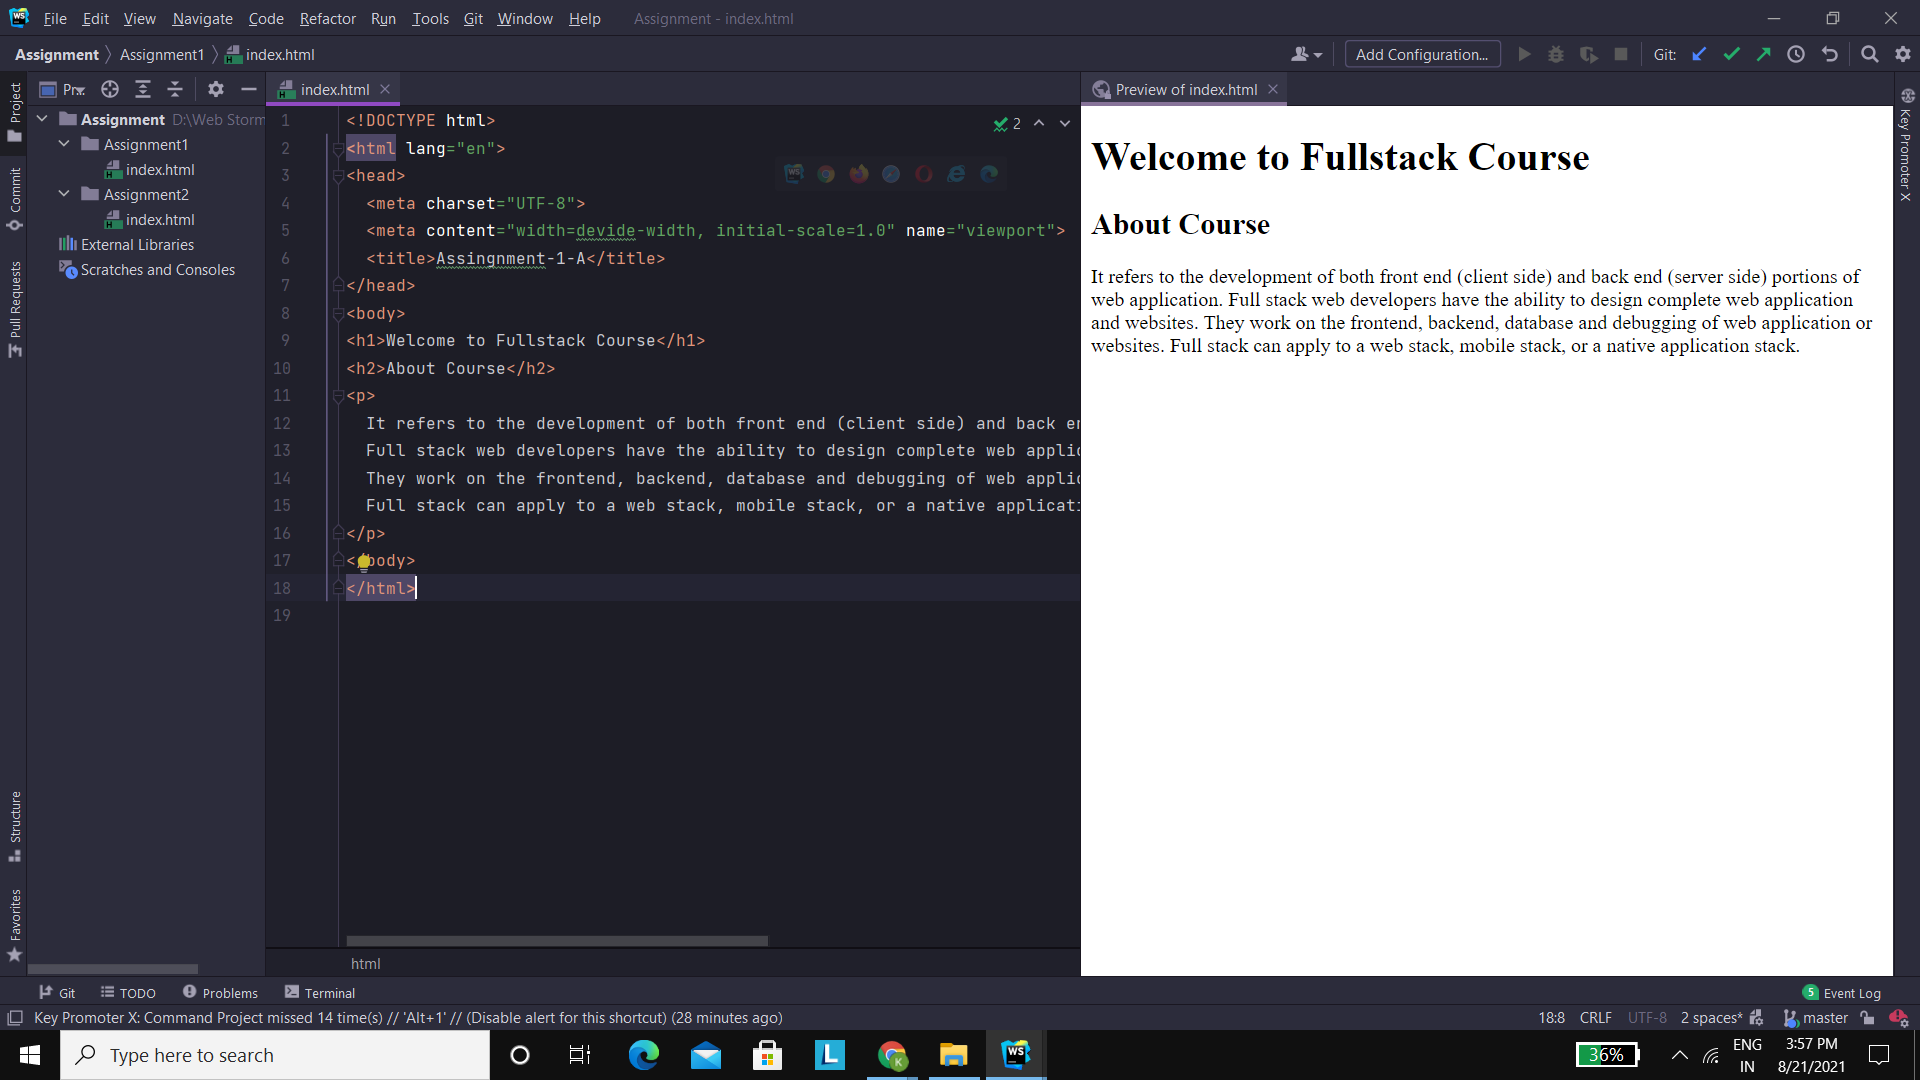 File Edit View Navigate Code Refactor Run Tools Git Window Help Assignment - index.html
Assignment Assignment1 index.html Add Configuration... Git:
Project
Commit
Pull Requests
Structure
Favorites
Pr
Assignment D:\Web Storm
Assignment1
index.html
Assignment2
index.html
External Libraries
Scratches and Consoles
index.html
2
1 <!DOCTYPE html>
2 <html lang="en">
3 <head>
4 <meta charset="UTF-8">
5 <meta content="width=devide-width, initial-scale=1.0" name="viewport">
6 <title>Assingnment-1-A</title>
7 </head>
8 <body>
9 <h1>Welcome to Fullstack Course</h1>
10 <h2>About Course</h2>
11 <p>
12 It refers to the development of both front end (client side) and back en
13 Full stack web developers have the ability to design complete web applic
14 They work on the frontend, backend, database and debugging of web applic
15 Full stack can apply to a web stack, mobile stack, or a native applicati
16 </p>
17 </body>
18 </html>
19
html
Preview of index.html
Welcome to Fullstack Course
About Course
It refers to the development of both front end (client side) and back end (server side) portions of
web application. Full stack web developers have the ability to design complete web application
and websites. They work on the frontend, backend, database and debugging of web application or
websites. Full stack can apply to a web stack, mobile stack, or a native application stack.
Key Promoter X
Git TODO Problems Terminal 5 Event Log
Key Promoter X: Command Project missed 14 time(s) // 'Alt+1' // (Disable alert for this shortcut) (28 minutes ago) 18:8 CRLF UTF-8 2 spaces* master
Type here to search
L
K
WS
36%
ENG
IN
3:57 PM
8/21/2021